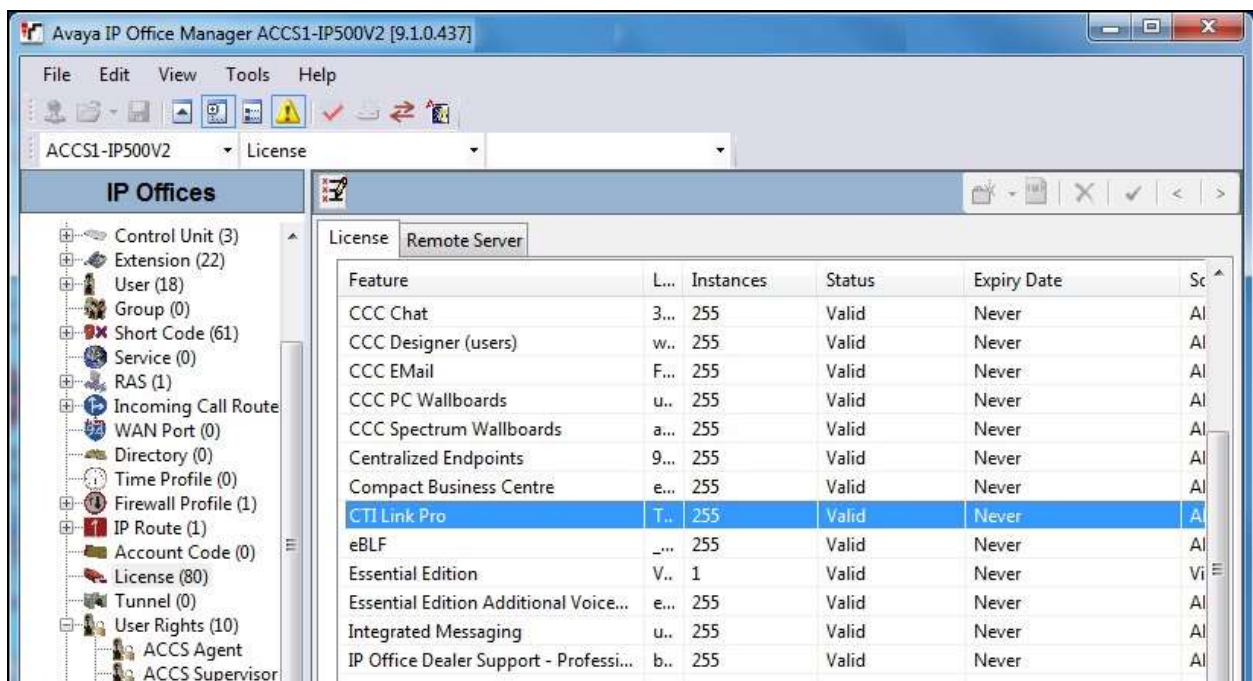 Avaya IP Office Manager ACCS1-IP500V2 [9.1.0.437]
File Edit View Tools Help
ACCS1-IP500V2 License
IP Offices
Control Unit (3)
Extension (22)
User (18)
Group (0)
Short Code (61)
Service (0)
RAS (1)
Incoming Call Route
WAN Port (0)
Directory (0)
Time Profile (0)
Firewall Profile (1)
IP Route (1)
Account Code (0)
License (80)
Tunnel (0)
User Rights (10)
ACCS Agent
ACCS Supervisor
License Remote Server
Feature L... Instances Status Expiry Date Sc
CCC Chat 3... 255 Valid Never Al
CCC Designer (users) w.. 255 Valid Never Al
CCC EMail F... 255 Valid Never Al
CCC PC Wallboards u.. 255 Valid Never Al
CCC Spectrum Wallboards a... 255 Valid Never Al
Centralized Endpoints 9... 255 Valid Never Al
Compact Business Centre e... 255 Valid Never Al
CTI Link Pro T.. 255 Valid Never Al
eBLF _... 255 Valid Never Al
Essential Edition V.. 1 Valid Never Vi
Essential Edition Additional Voice... e... 255 Valid Never Al
Integrated Messaging u.. 255 Valid Never Al
IP Office Dealer Support - Professi... b.. 255 Valid Never Al